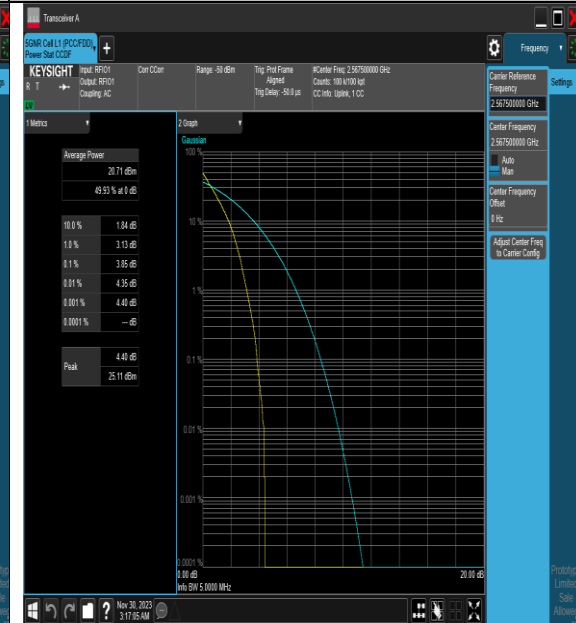 Transceiver A
5GNR Cell L1 (PCC/FDD),
Power Stat CCDF
+
Frequency
KEYSIGHT
R T
LV
Input: RFIO1
Output: RFIO1
Coupling: AC
Corr CCorr
Range: -50 dBm
Trig: Prot Frame
Aligned
Trig Delay: -50.0 µs
#Center Freq: 2.567500000 GHz
Counts: 100 k/100 kpt
CC Info: Uplink, 1 CC
Carrier Reference
Frequency
2.567500000 GHz
Settings
Center Frequency
2.567500000 GHz
Auto
Man
Center Frequency
Offset
0 Hz
Adjust Center Freq
to Carrier Config
1 Metrics
Average Power
20.71 dBm
49.93 % at 0 dB
10.0 % 1.84 dB
1.0 % 3.13 dB
0.1 % 3.85 dB
0.01 % 4.35 dB
0.001 % 4.40 dB
0.0001 % --- dB
Peak 4.40 dB
25.11 dBm
2 Graph
Gaussian
100 %
10 %
1 %
0.1 %
0.01 %
0.001 %
0.0001 %
0.00 dB 20.00 dB
Info BW 5.0000 MHz
Nov 30, 2023
3:17:05 AM
?